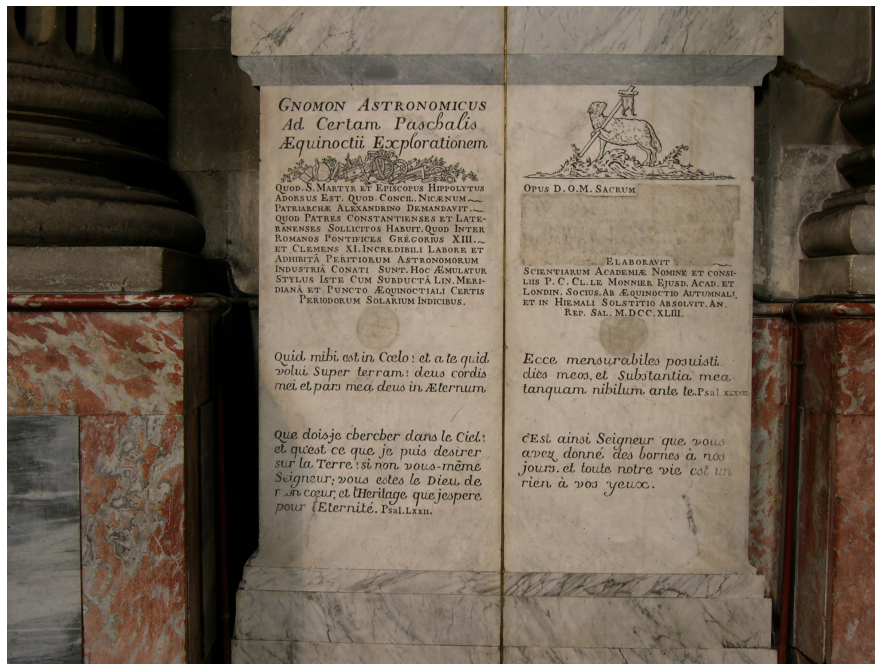 GNOMON ASTRONOMICUS
Ad Certam Paschalis
Æquinoctii Explorationem
QUOD. S. MARTYR ET EPISCOPUS HIPPOLYTUS
ADORSUS EST. QUOD CONCIL. NICÆNUM
PATRIARCHÆ ALEXANDRINO DEMANDAVIT.
QUOD PATRES CONSTANTIENSES ET LATE-
RANENSES SOLLICITOS HABUIT. QUOD INTER
ROMANOS PONTIFICES GREGORIUS XIII.
ET CLEMENS XI. INCREDIBILI LABORE ET
ADHIBITÂ PERITIORUM ASTRONOMORUM
INDUSTRIÂ CONATI SUNT. HOC ÆMULATUR
STYLUS ISTE CUM SUBDUCTÂ LIN. MERI-
DIANÂ ET PUNCTO ÆQUINOCTIALI CERTIS
PERIODORUM SOLARIUM INDICIBUS.
Quid mihi est in Cœlo: et a te quid
volui Super terram: deus cordis
mei et pars mea deus in Æternum
Que dois-je chercher dans le Ciel:
et qu'est ce que je puis desirer
sur la Terre: si non vous-même
Seigneur; vous estes le Dieu de
mon cœur, et l'Heritage que jespere
pour l'Eternité. Psal. LXXII.
OPUS D. O. M. SACRUM
ELABORAVIT
SCIENTIARUM ACADEMIÆ NOMINE ET CONSI-
LIIS P. C. CL. LE MONNIER EJUSD. ACAD. ET
LONDIN. SOCIUS. AB ÆQUINOCTIO AUTUMNALI,
ET IN HIEMALI SOLSTITIO ABSOLVIT. AN.
REP. SAL. M.DCC.XLIII.
Ecce mensurabiles posuisti
dies meos, et Substantia mea
tanquam nihilum ante te. Psal.
c'Est ainsi Seigneur que vous
avez donné des bornes à nos
jours. et toute notre vie est un
rien à vos yeux.